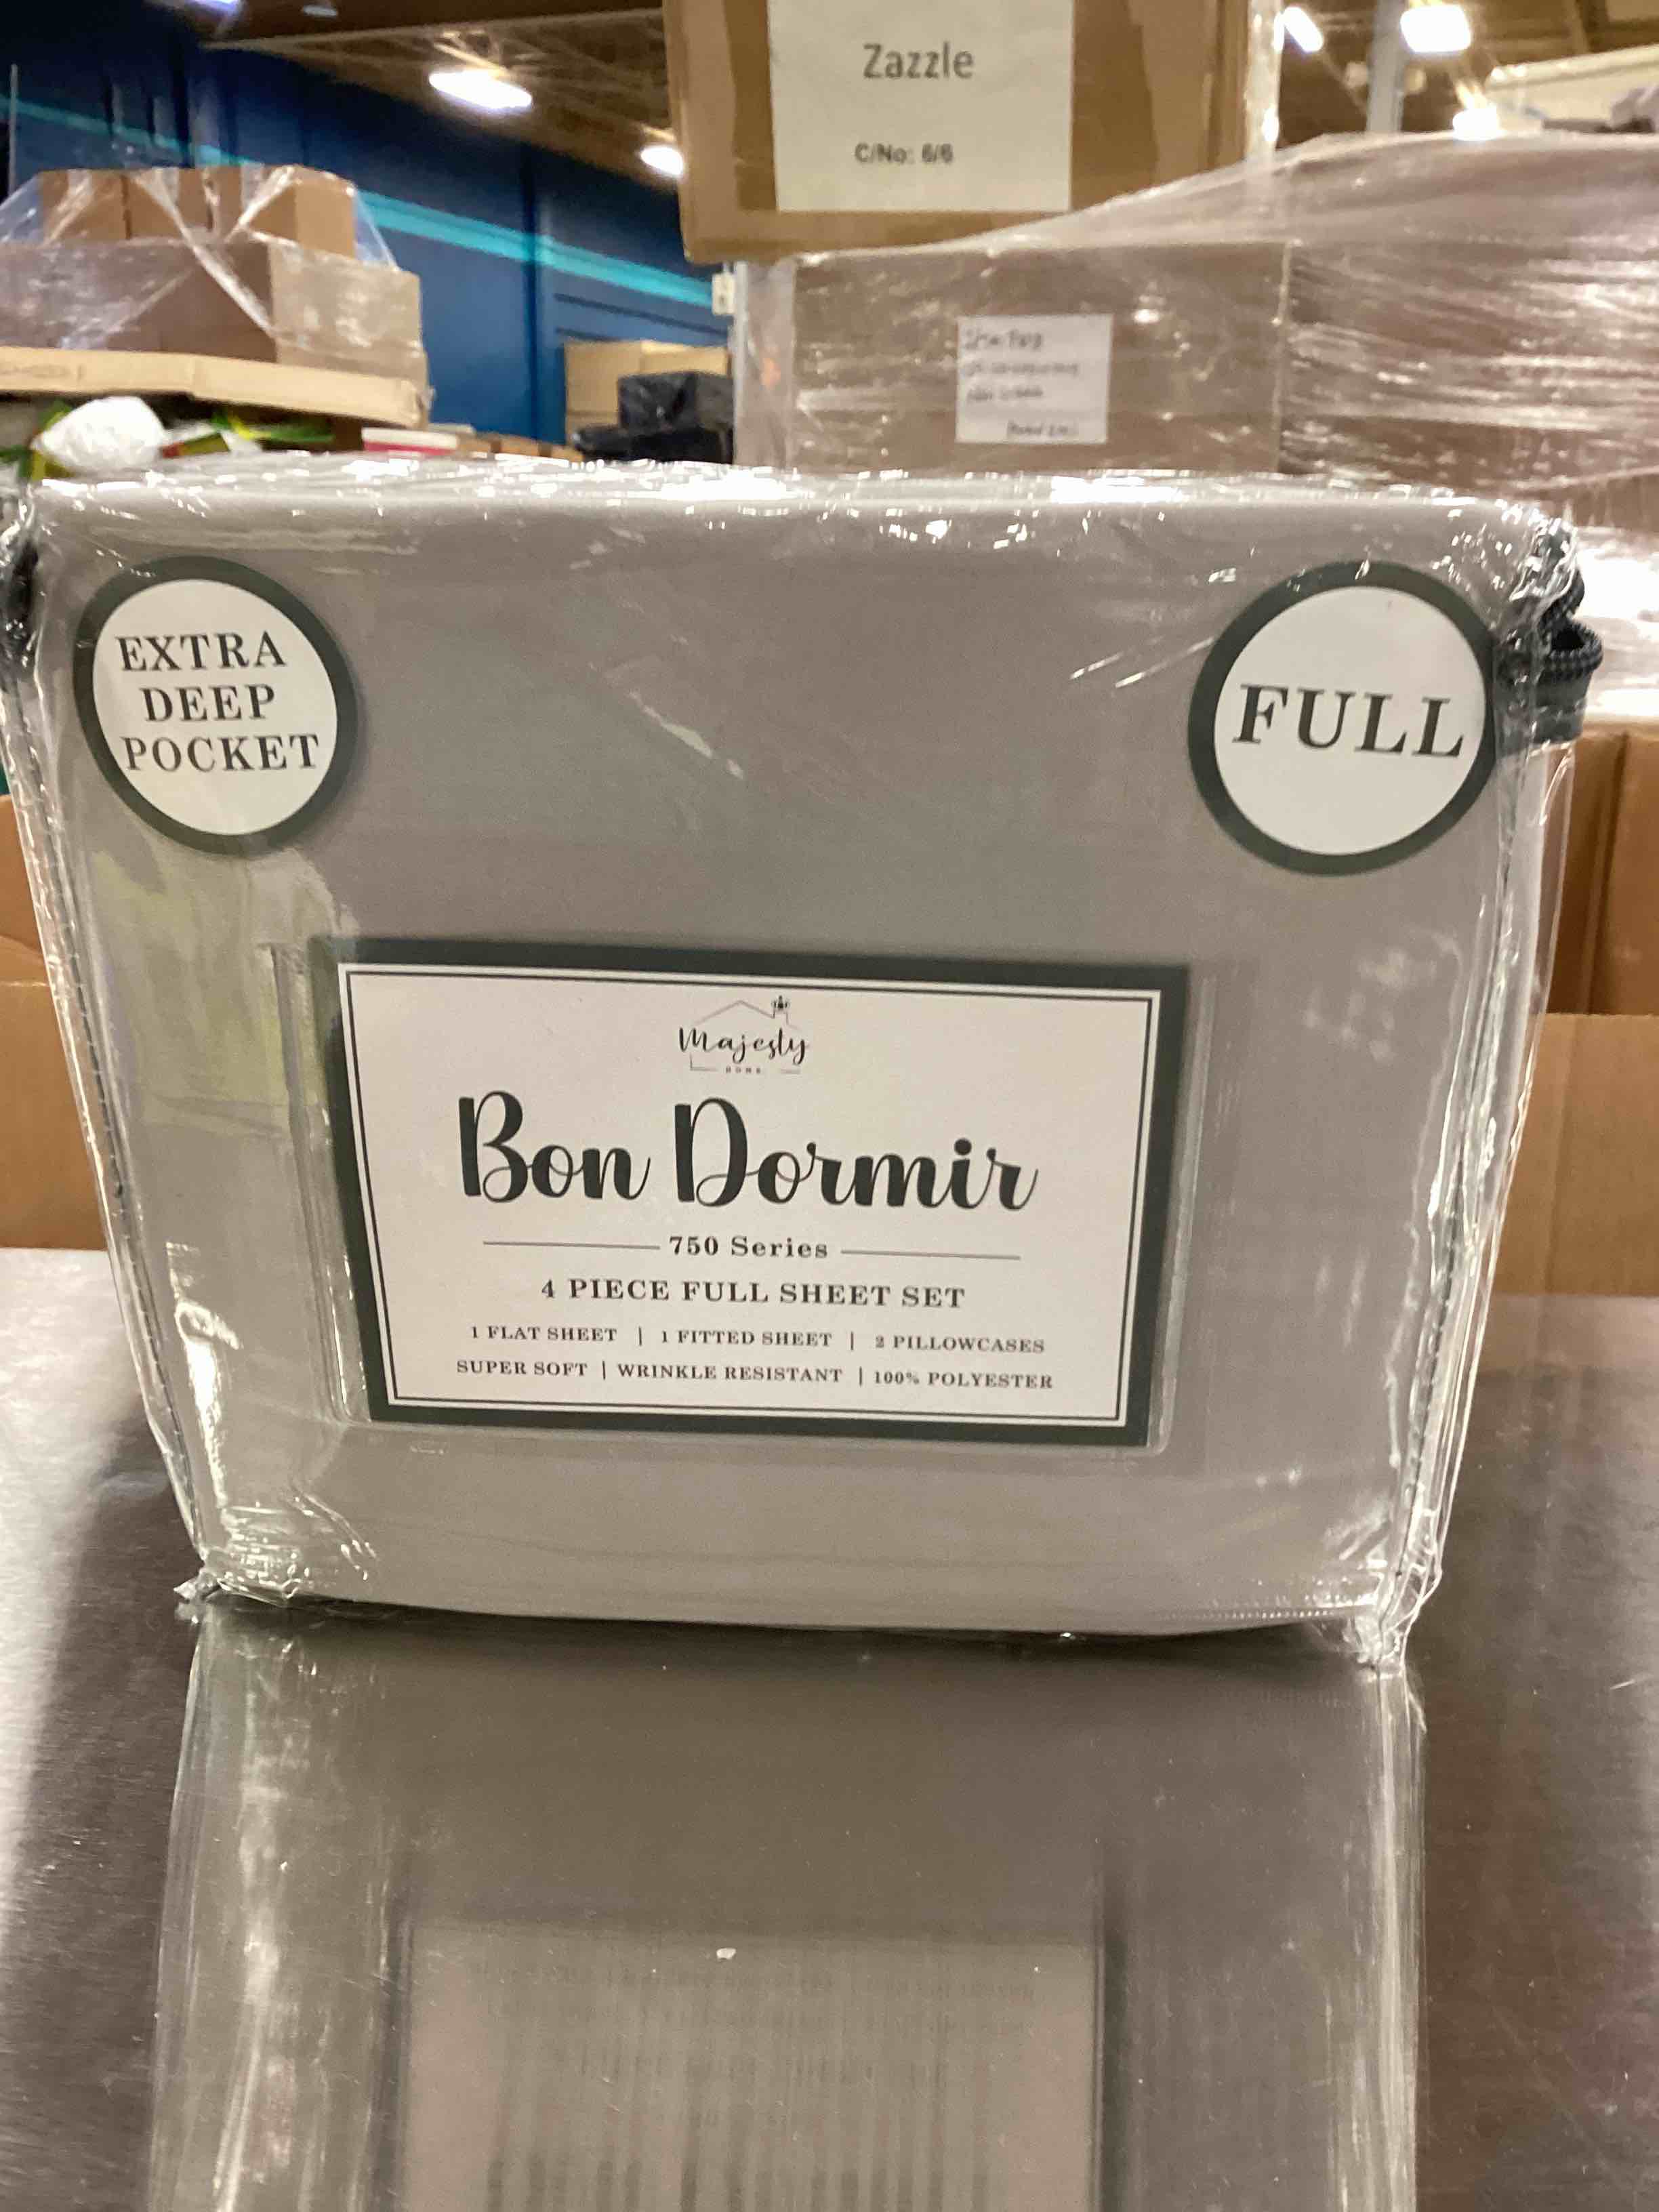 Zazzle
C/No: 6/6
EXTRA
DEEP
POCKET
FULL
Majesty
HOME
Bon Dormir
750 Series
4 PIECE FULL SHEET SET
1 FLAT SHEET | 1 FITTED SHEET | 2 PILLOWCASES
SUPER SOFT | WRINKLE RESISTANT | 100% POLYESTER